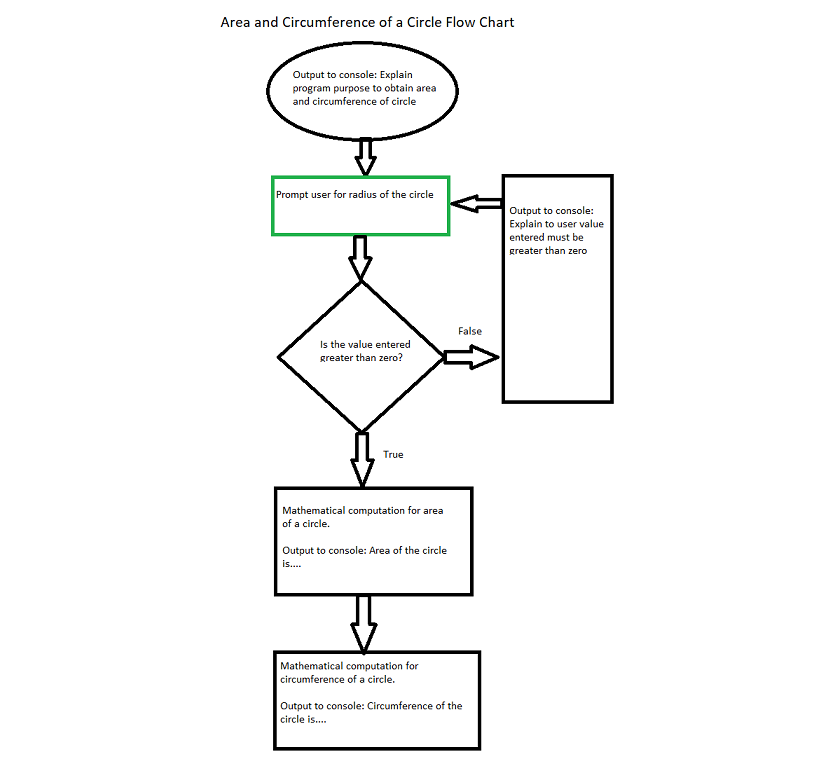 Area and Circumference of a Circle Flow Chart
Output to console: Explain
program purpose to obtain area
and circumference of circle
Prompt user for radius of the circle
Output to console:
Explain to user value
entered must be
greater than zero
Is the value entered
greater than zero?
False
True
Mathematical computation for area
of a circle.
Output to console: Area of the circle
is....
Mathematical computation for
circumference of a circle.
Output to console: Circumference of the
circle is....